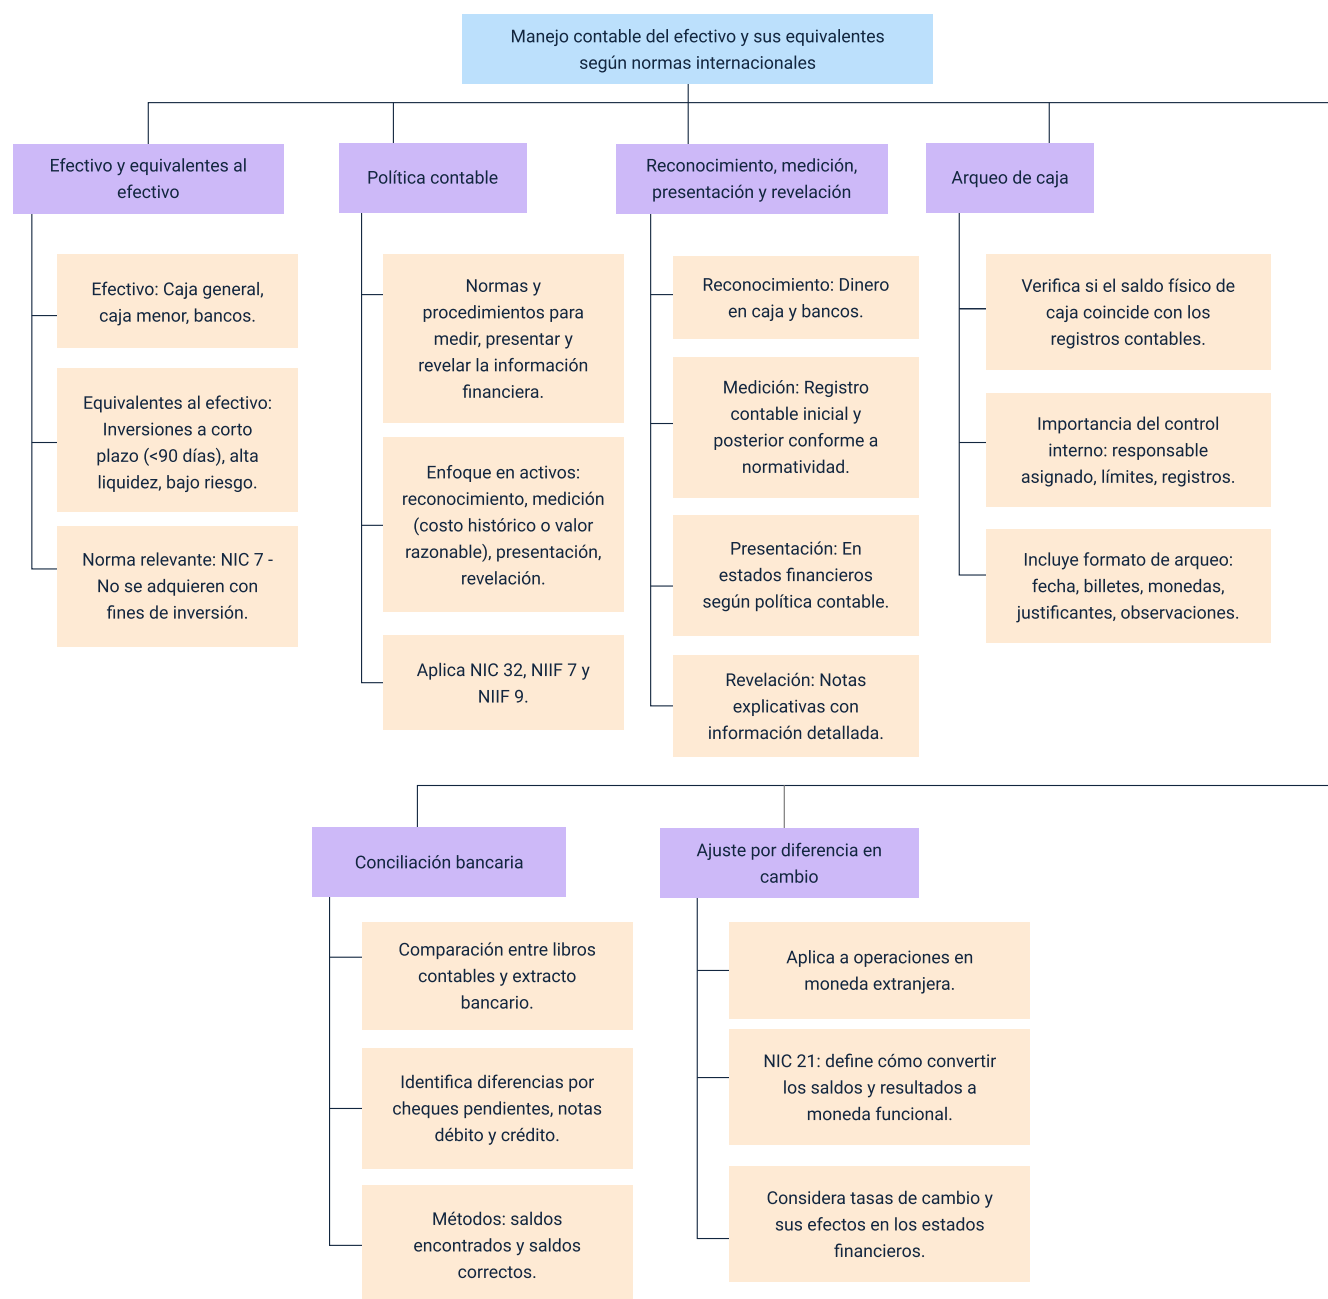 Manejo contable del efectivo y sus equivalentes
según normas internacionales
Efectivo y equivalentes al
efectivo
Efectivo: Caja general,
caja menor, bancos.
Equivalentes al efectivo:
Inversiones a corto
plazo (<90 días), alta
liquidez, bajo riesgo.
Norma relevante: NIC 7 -
No se adquieren con
fines de inversión.
Política contable
Normas y
procedimientos para
medir, presentar y
revelar la información
financiera.
Enfoque en activos:
reconocimiento, medición
(costo histórico o valor
razonable), presentación,
revelación.
Aplica NIC 32, NIIF 7 y
NIIF 9.
Reconocimiento, medición,
presentación y revelación
Reconocimiento: Dinero
en caja y bancos.
Medición: Registro
contable inicial y
posterior conforme a
normatividad.
Presentación: En
estados financieros
según política contable.
Revelación: Notas
explicativas con
información detallada.
Arqueo de caja
Verifica si el saldo físico de
caja coincide con los
registros contables.
Importancia del control
interno: responsable
asignado, límites, registros.
Incluye formato de arqueo:
fecha, billetes, monedas,
justificantes, observaciones.
Conciliación bancaria
Comparación entre libros
contables y extracto
bancario.
Identifica diferencias por
cheques pendientes, notas
débito y crédito.
Métodos: saldos
encontrados y saldos
correctos.
Ajuste por diferencia en
cambio
Aplica a operaciones en
moneda extranjera.
NIC 21: define cómo convertir
los saldos y resultados a
moneda funcional.
Considera tasas de cambio y
sus efectos en los estados
financieros.